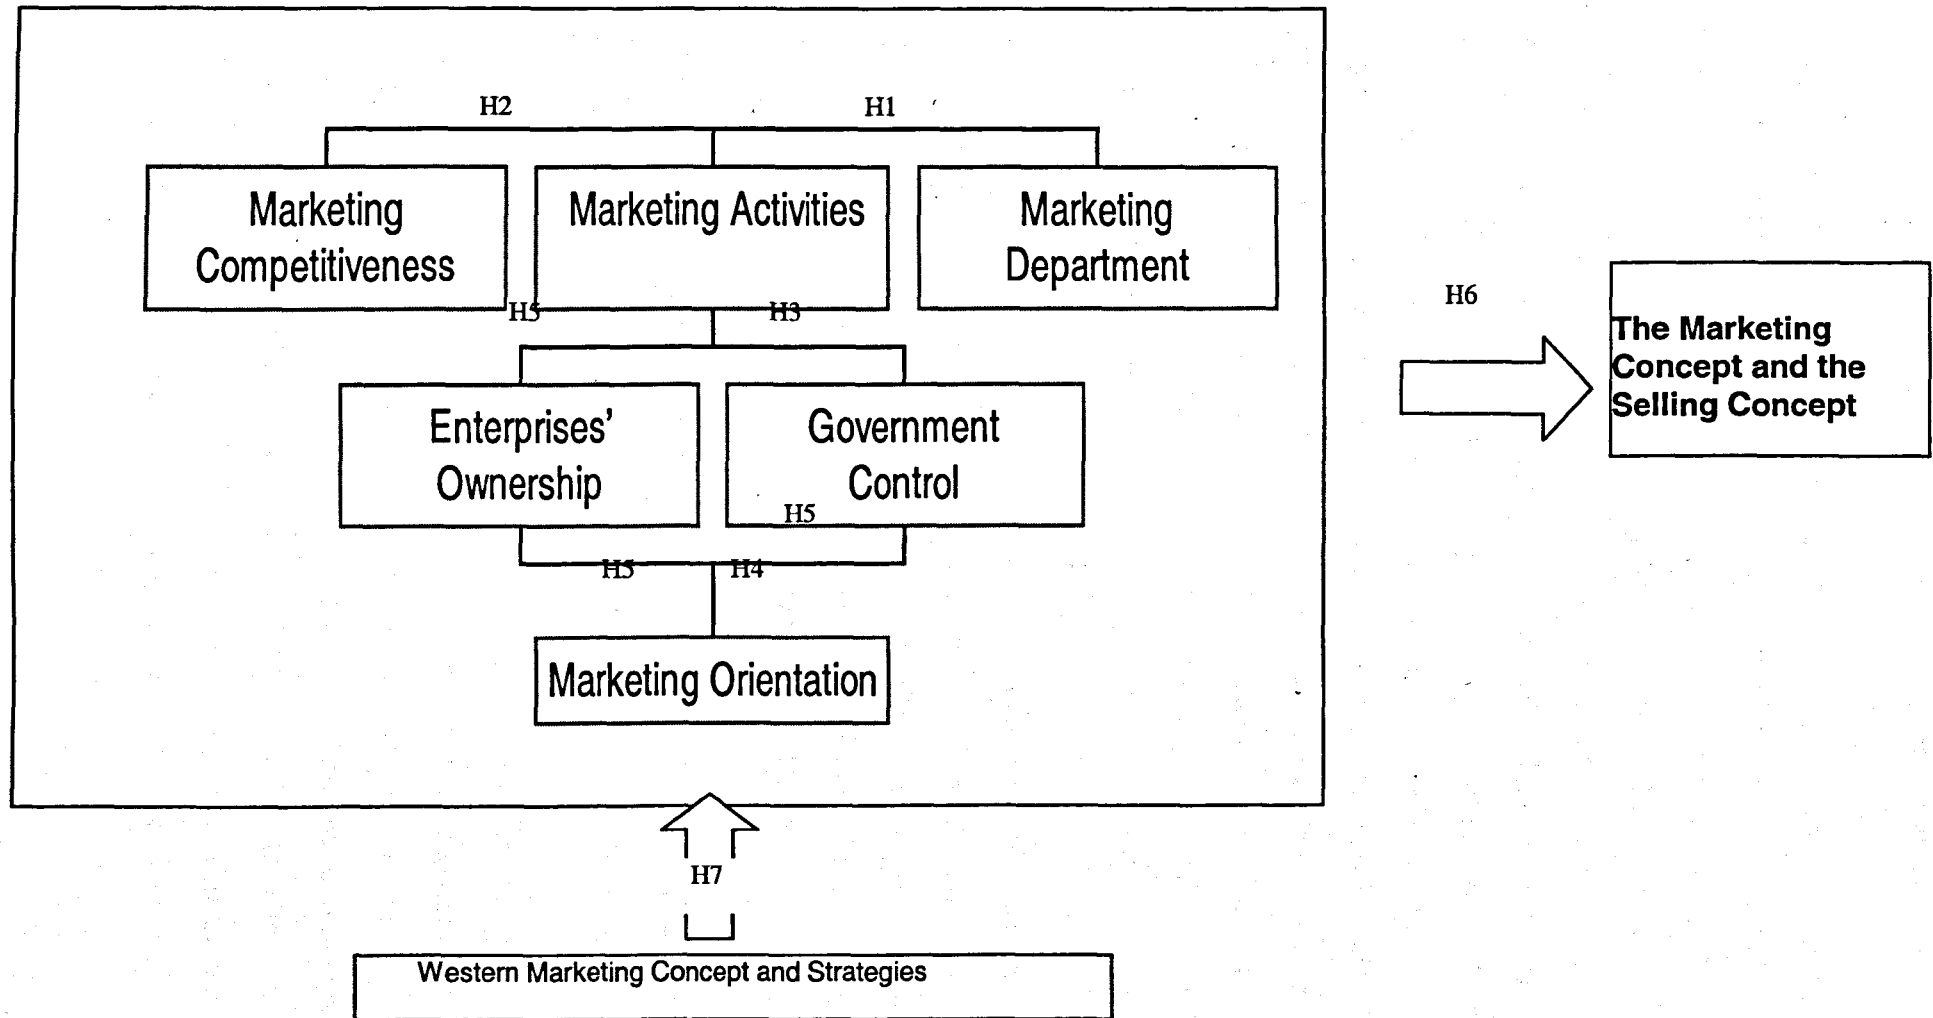 H2
H1
Marketing
Competitiveness
Marketing Activities
Marketing
Department
H5
H3
H6
The Marketing
Concept and the
Selling Concept
Enterprises’
Ownership
Government
Control
H5
H5
H4
Marketing Orientation
H7
Western Marketing Concept and Strategies